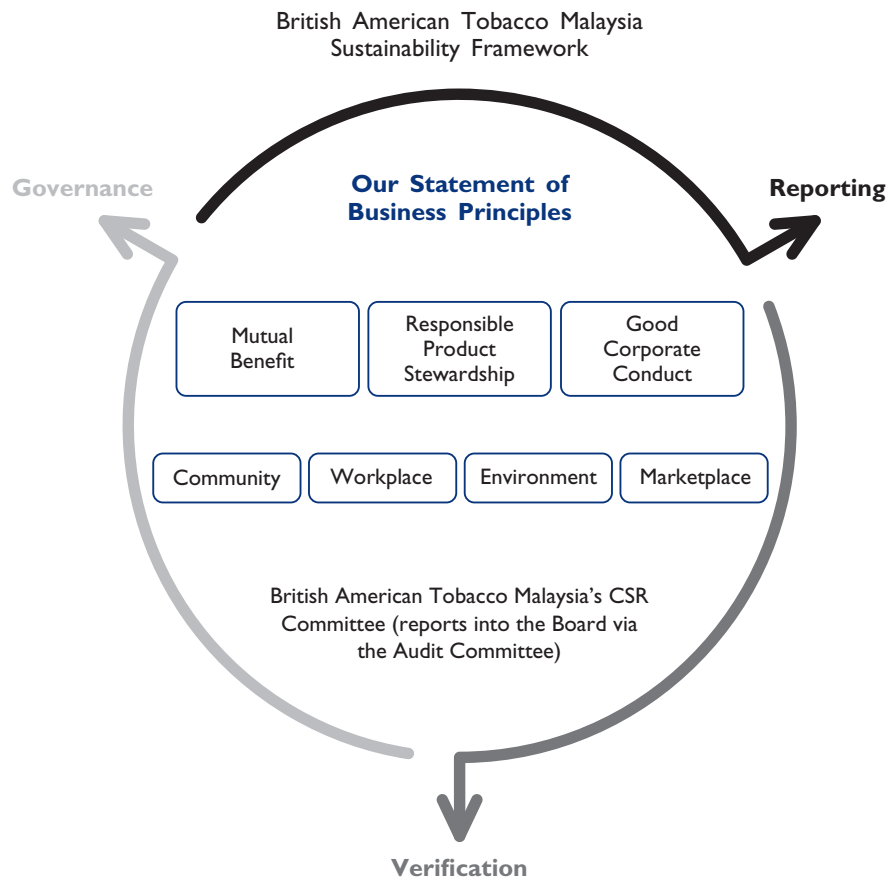 British American Tobacco Malaysia
Sustainability Framework
Governance
Our Statement of
Business Principles
Reporting
Mutual
Benefit
Responsible
Product
Stewardship
Good
Corporate
Conduct
Community
Workplace
Environment
Marketplace
British American Tobacco Malaysia’s CSR
Committee (reports into the Board via
the Audit Committee)
Verification